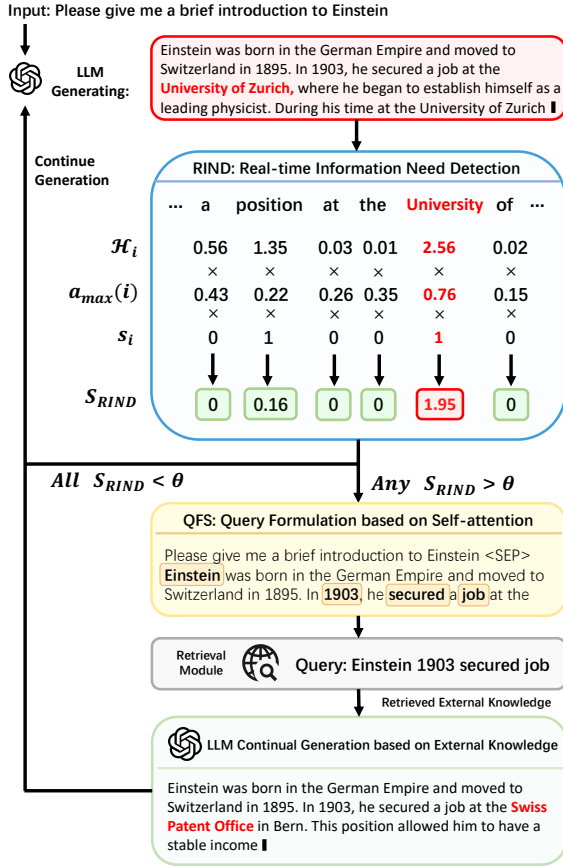 Input: Please give me a brief introduction to Einstein
LLM
Generating:
Einstein was born in the German Empire and moved to
Switzerland in 1895. In 1903, he secured a job at the
University of Zurich, where he began to establish himself as a
leading physicist. During his time at the University of Zurich
Continue
Generation
RIND: Real-time Information Need Detection
··· a position at the University of ···
ℋᵢ 0.56 1.35 0.03 0.01 2.56 0.02
× × × × × ×
aₘₐₓ(i) 0.43 0.22 0.26 0.35 0.76 0.15
× × × × × ×
sᵢ 0 1 0 0 1 0
S_RIND 0 0.16 0 0 1.95 0
All S_RIND < θ
Any S_RIND > θ
QFS: Query Formulation based on Self-attention
Please give me a brief introduction to Einstein <SEP>
Einstein was born in the German Empire and moved to
Switzerland in 1895. In 1903, he secured a job at the
Retrieval
Module
Query: Einstein 1903 secured job
Retrieved External Knowledge
LLM Continual Generation based on External Knowledge
Einstein was born in the German Empire and moved to
Switzerland in 1895. In 1903, he secured a job at the Swiss
Patent Office in Bern. This position allowed him to have a
stable income